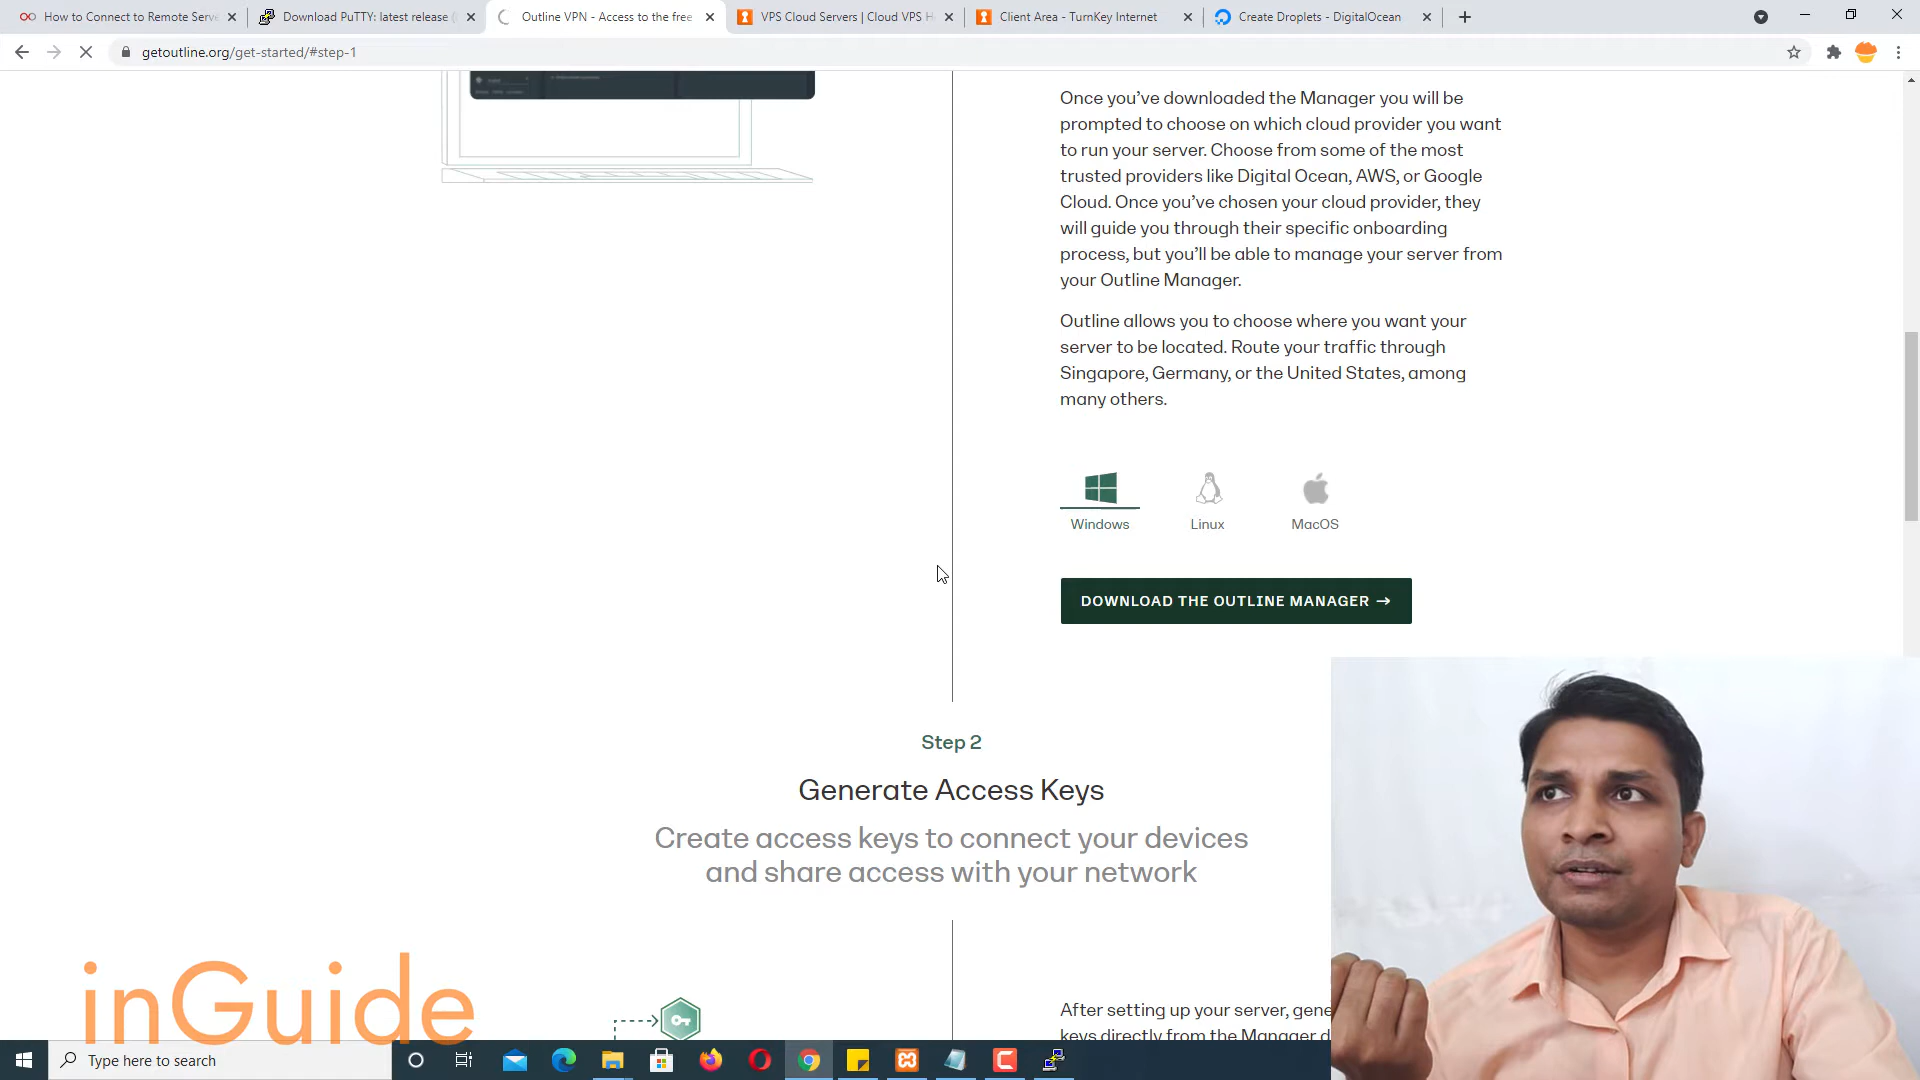 How to Connect to Remote Serve
Download PuTTY: latest release (
Outline VPN - Access to the free
VPS Cloud Servers | Cloud VPS H
Client Area - TurnKey Internet
Create Droplets - DigitalOcean
getoutline.org/get-started/#step-1
Once you've downloaded the Manager you will be
prompted to choose on which cloud provider you want
to run your server. Choose from some of the most
trusted providers like Digital Ocean, AWS, or Google
Cloud. Once you've chosen your cloud provider, they
will guide you through their specific onboarding
process, but you'll be able to manage your server from
your Outline Manager.
Outline allows you to choose where you want your
server to be located. Route your traffic through
Singapore, Germany, or the United States, among
many others.
Windows
Linux
MacOS
DOWNLOAD THE OUTLINE MANAGER →
Step 2
Generate Access Keys
Create access keys to connect your devices
and share access with your network
After setting up your server, gene
keys directly from the Manager d
inGuide
Type here to search